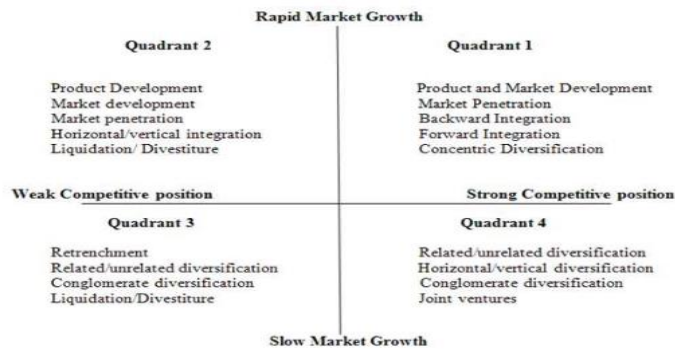 Rapid Market Growth
Quadrant 2
Quadrant 1
Product Development
Market development
Market penetration
Horizontal/vertical integration
Liquidation/ Divestiture
Product and Market Development
Market Penetration
Backward Integration
Forward Integration
Concentric Diversification
Weak Competitive position
Strong Competitive position
Quadrant 3
Quadrant 4
Retrenchment
Related/unrelated diversification
Conglomerate diversification
Liquidation/Divestiture
Related/unrelated diversification
Horizontal/vertical diversification
Conglomerate diversification
Joint ventures
Slow Market Growth